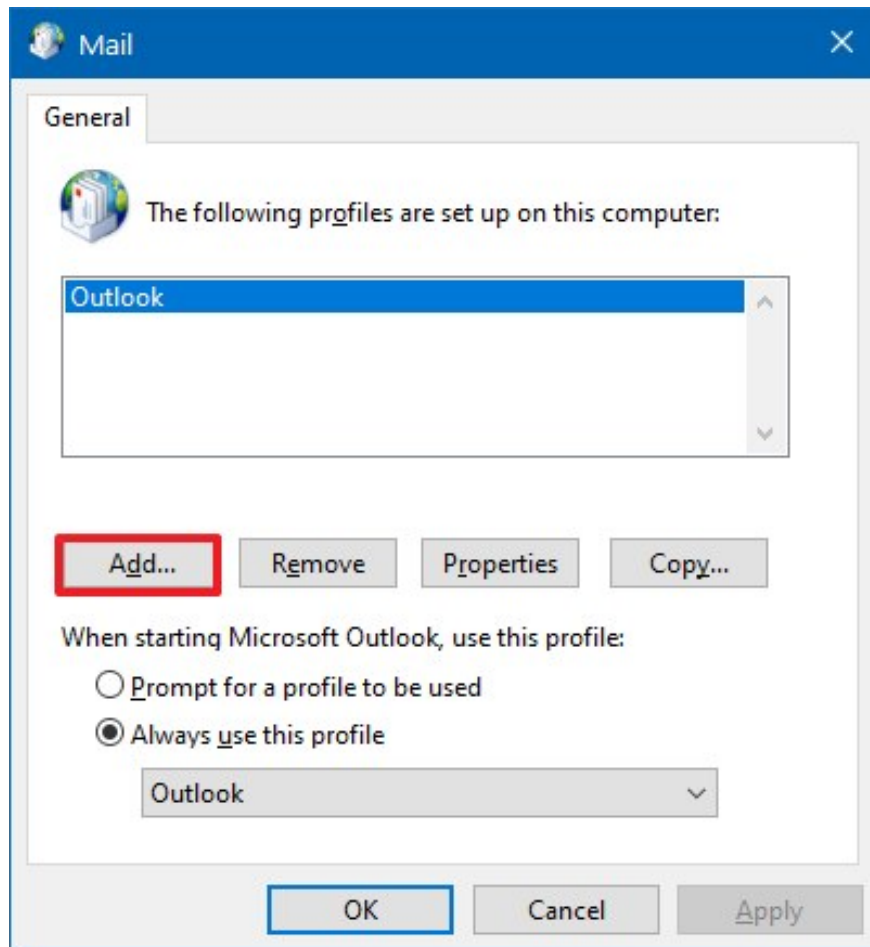 Mail
General
The following profiles are set up on this computer:
Outlook
Add...
Remove
Properties
Copy...
When starting Microsoft Outlook, use this profile:
Prompt for a profile to be used
Always use this profile
Outlook
OK
Cancel
Apply